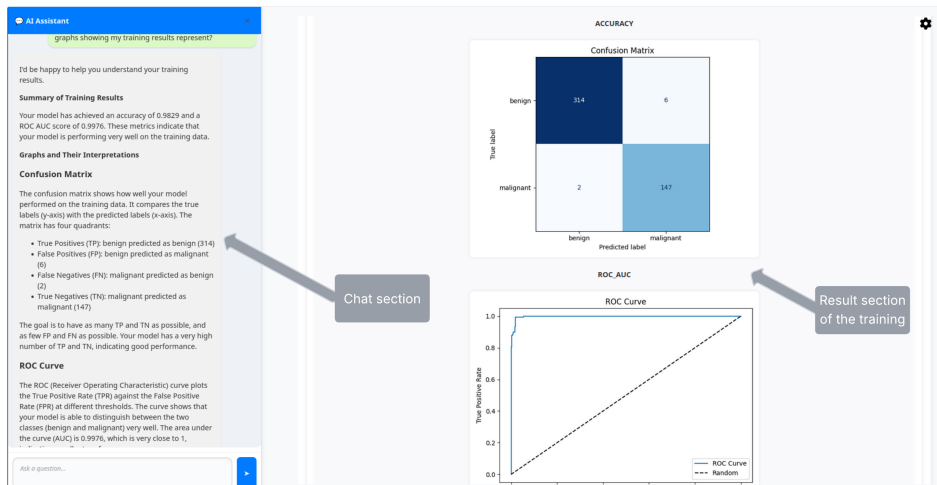 AI Assistant
×
graphs showing my training results represent?
I'd be happy to help you understand your training
results.
Summary of Training Results
Your model has achieved an accuracy of 0.9829 and a
ROC AUC score of 0.9976. These metrics indicate that
your model is performing very well on the training data.
Graphs and Their Interpretations
Confusion Matrix
The confusion matrix shows how well your model
performed on the training data. It compares the true
labels (y-axis) with the predicted labels (x-axis). The
matrix has four quadrants:
• True Positives (TP): benign predicted as benign (314)
• False Positives (FP): benign predicted as malignant
(6)
• False Negatives (FN): malignant predicted as benign
(2)
• True Negatives (TN): malignant predicted as
malignant (147)
The goal is to have as many TP and TN as possible, and
as few FP and FN as possible. Your model has a very high
number of TP and TN, indicating good performance.
ROC Curve
The ROC (Receiver Operating Characteristic) curve plots
the True Positive Rate (TPR) against the False Positive
Rate (FPR) at different thresholds. The curve shows that
your model is able to distinguish between the two
classes (benign and malignant) very well. The area under
the curve (AUC) is 0.9976, which is very close to 1,
Ask a question...
Chat section
ACCURACY
Confusion Matrix
True label
benign
314
6
malignant
2
147
benign
malignant
Predicted label
Result section
of the training
ROC_AUC
ROC Curve
True Positive Rate
1.0
0.8
0.6
0.4
0.2
0.0
ROC Curve
Random